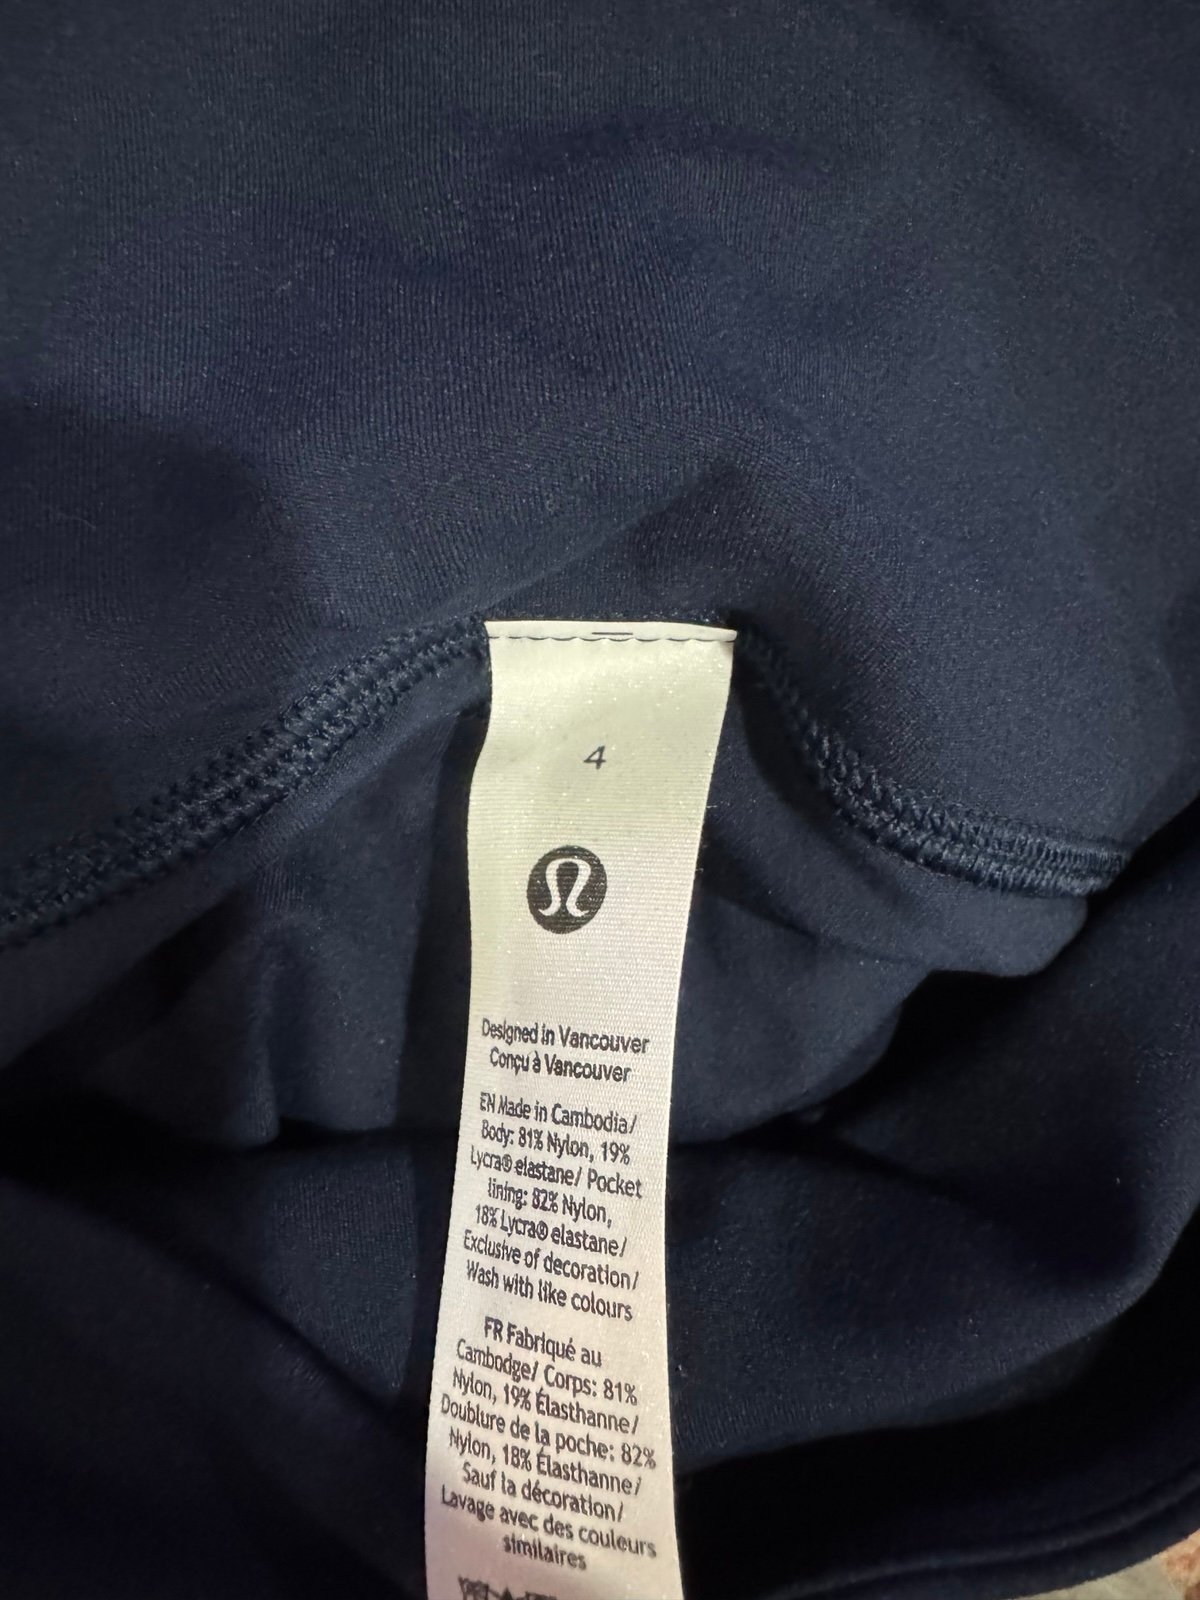 4
Designed in Vancouver
Conçu à Vancouver
EN Made in Cambodia/
Body: 81% Nylon, 19%
Lycra® elastane/ Pocket
lining: 82% Nylon,
18% Lycra® elastane/
Exclusive of decoration/
Wash with like colours
FR Fabriqué au
Cambodge/ Corps: 81%
Nylon, 19% Élasthanne/
Doublure de la poche: 82%
Nylon, 18% Élasthanne/
Sauf la décoration/
Lavage avec des couleurs
similaires